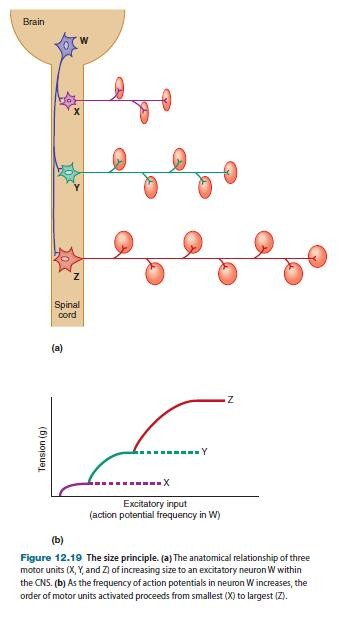 Brain
W
X
Y
Z
Spinal
cord
(a)
Tension (g)
Z
Y
X
Excitatory input
(action potential frequency in W)
(b)
Figure 12.19 The size principle. (a) The anatomical relationship of three
motor units (X, Y, and Z) of increasing size to an excitatory neuron W within
the CNS. (b) As the frequency of action potentials in neuron W increases, the
order of motor units activated proceeds from smallest (X) to largest (Z).